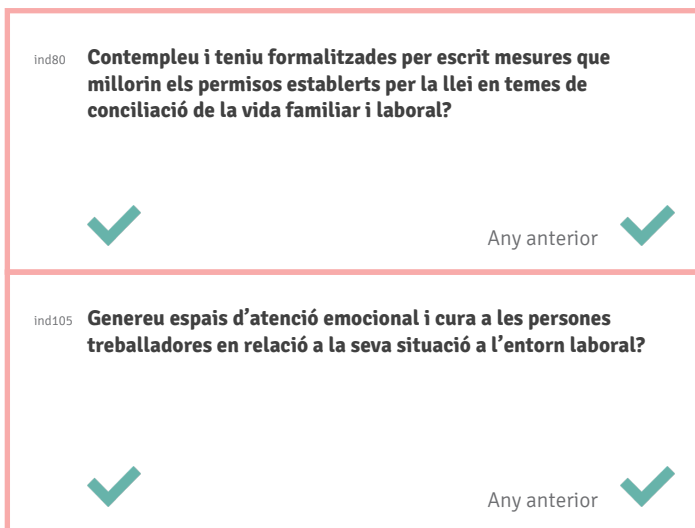 ind80 Contempleu i teniu formalitzades per escrit mesures que
millorin els permisos establerts per la llei en temes de
conciliació de la vida familiar i laboral?
Any anterior
ind105 Genereu espais d’atenció emocional i cura a les persones
treballadores en relació a la seva situació a l’entorn laboral?
Any anterior